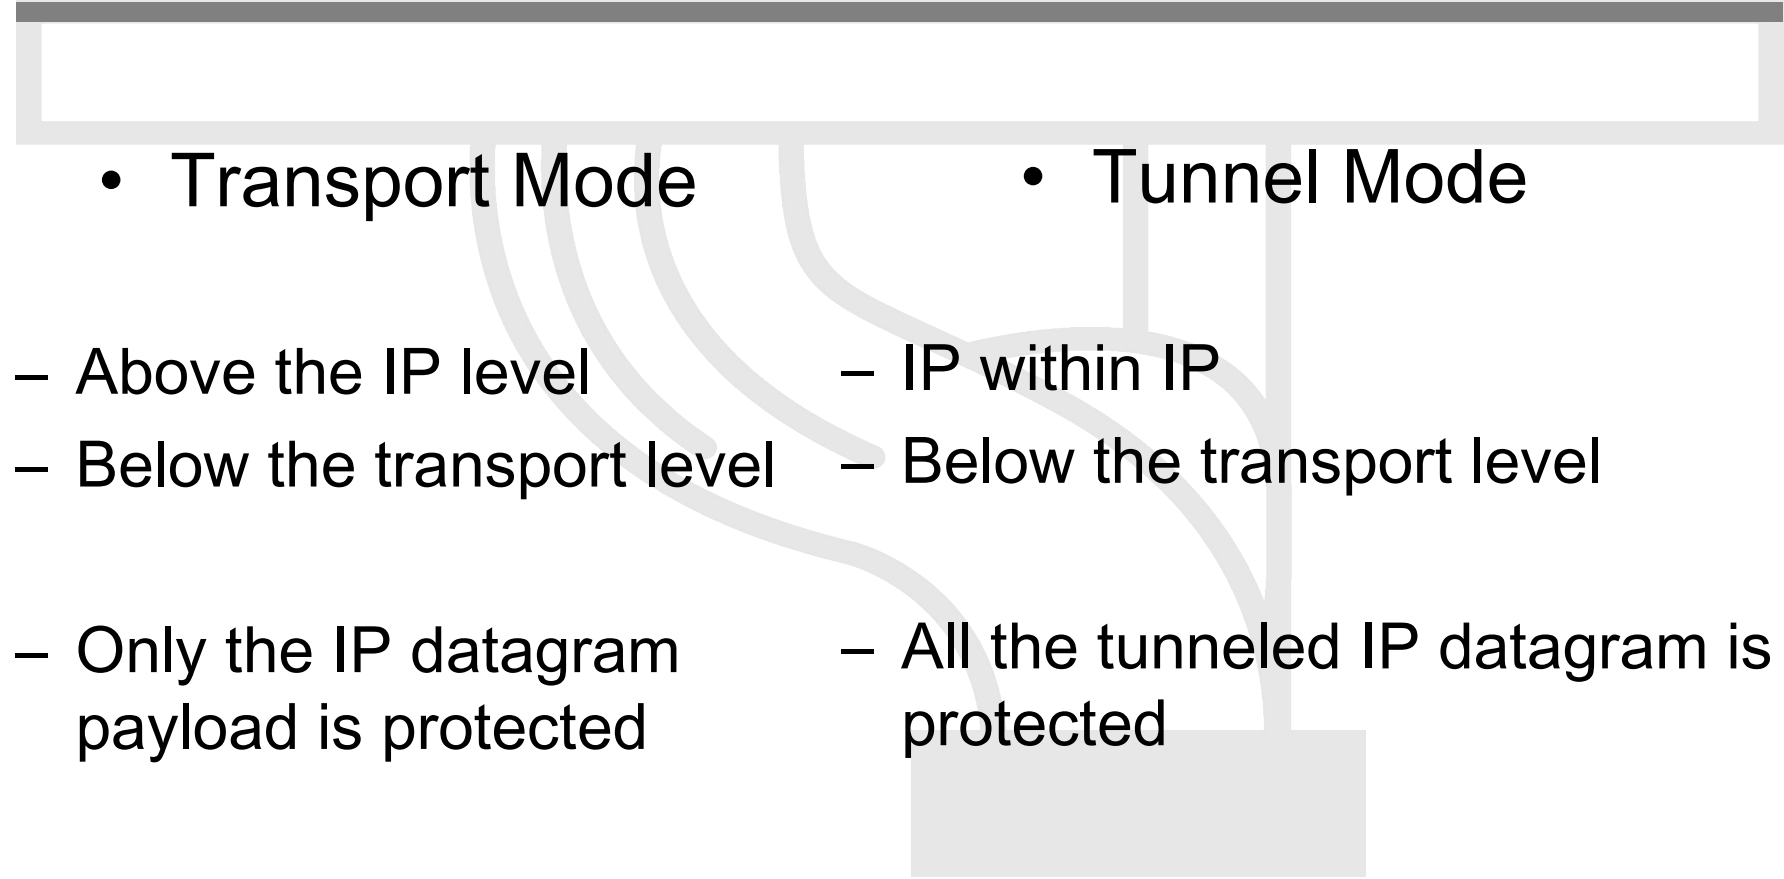 • Transport Mode
– Above the IP level
– Below the transport level
– Only the IP datagram
payload is protected
• Tunnel Mode
– IP within IP
– Below the transport level
– All the tunneled IP datagram is
protected